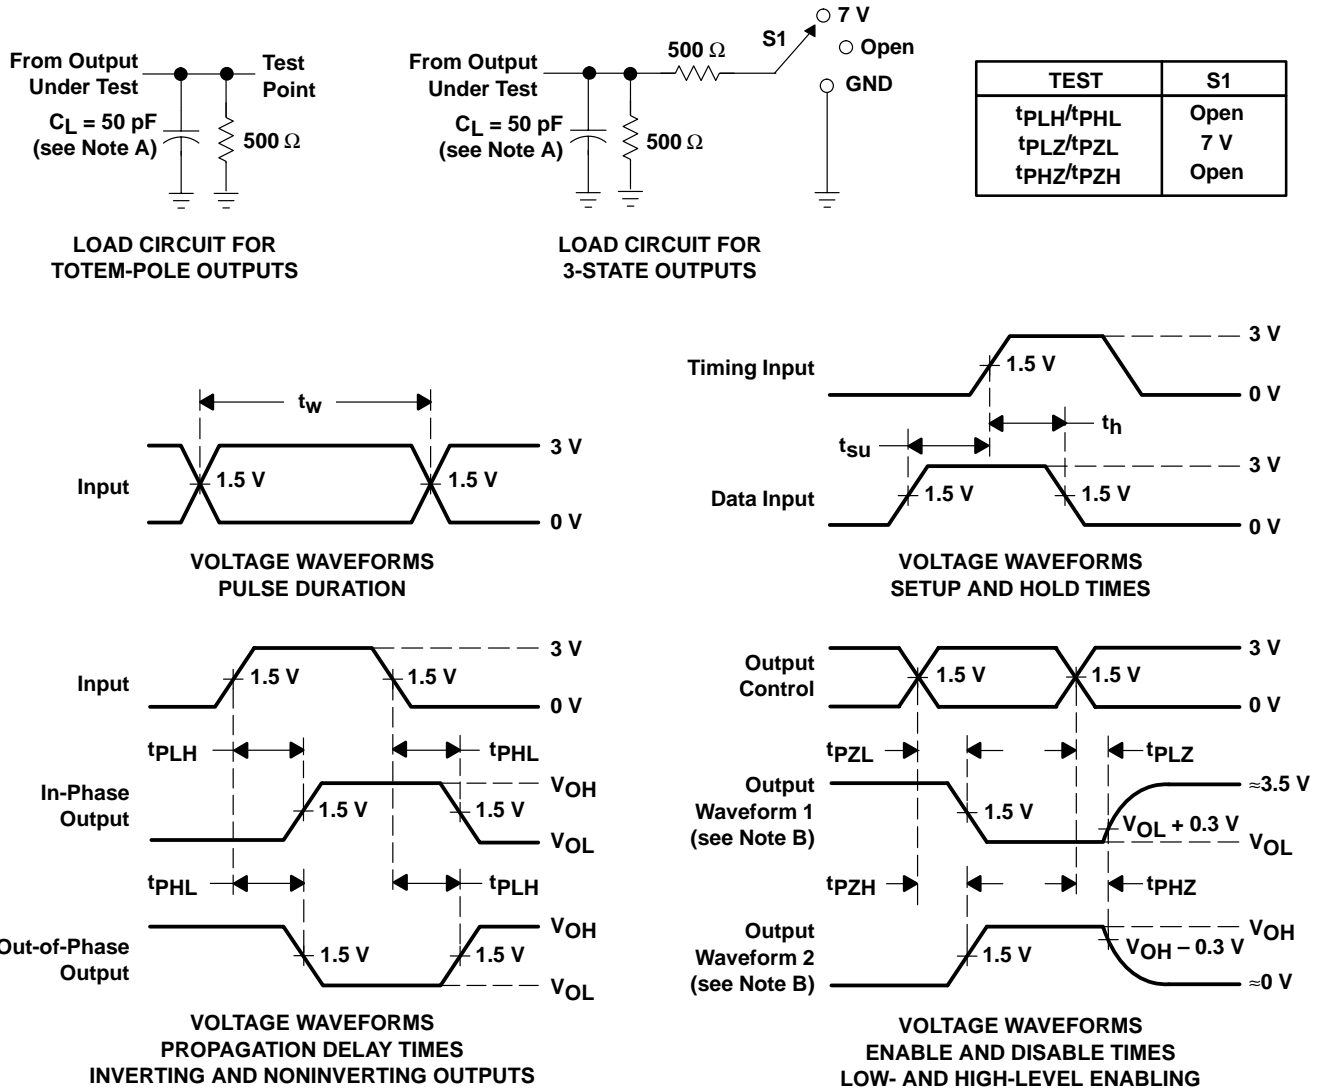 From Output
Under Test
Test
Point
CL = 50 pF
(see Note A)
500 Ω
LOAD CIRCUIT FOR
TOTEM-POLE OUTPUTS
From Output
Under Test
500 Ω
S1
7 V
Open
GND
CL = 50 pF
(see Note A)
500 Ω
LOAD CIRCUIT FOR
3-STATE OUTPUTS
TEST S1
tPLH/tPHL Open
tPLZ/tPZL 7 V
tPHZ/tPZH Open
tw
3 V
Input
1.5 V
1.5 V
0 V
VOLTAGE WAVEFORMS
PULSE DURATION
3 V
Timing Input
1.5 V
0 V
th
tsu
3 V
Data Input
1.5 V
1.5 V
0 V
VOLTAGE WAVEFORMS
SETUP AND HOLD TIMES
3 V
Input
1.5 V
1.5 V
0 V
tPLH
tPHL
In-Phase
Output
VOH
1.5 V
1.5 V
VOL
tPHL
tPLH
Out-of-Phase
Output
VOH
1.5 V
1.5 V
VOL
VOLTAGE WAVEFORMS
PROPAGATION DELAY TIMES
INVERTING AND NONINVERTING OUTPUTS
3 V
Output
Control
1.5 V
1.5 V
0 V
tPZL
tPLZ
Output
Waveform 1
(see Note B)
≈3.5 V
1.5 V
VOL + 0.3 V
VOL
tPZH
tPHZ
Output
Waveform 2
(see Note B)
VOH
1.5 V
VOH – 0.3 V
≈0 V
VOLTAGE WAVEFORMS
ENABLE AND DISABLE TIMES
LOW- AND HIGH-LEVEL ENABLING